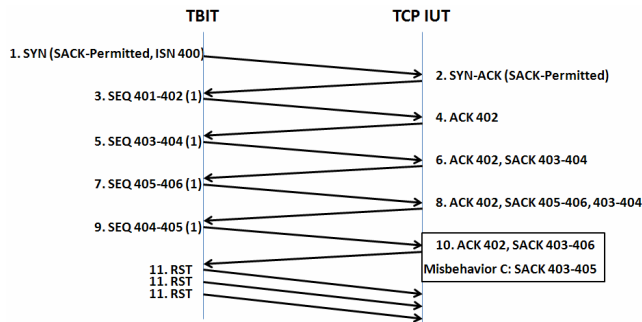 TBIT
TCP IUT
1. SYN (SACK-Permitted, ISN 400)
2. SYN-ACK (SACK-Permitted)
3. SEQ 401-402 (1)
4. ACK 402
5. SEQ 403-404 (1)
6. ACK 402, SACK 403-404
7. SEQ 405-406 (1)
8. ACK 402, SACK 405-406, 403-404
9. SEQ 404-405 (1)
10. ACK 402, SACK 403-406
Misbehavior C: SACK 403-405
11. RST
11. RST
11. RST